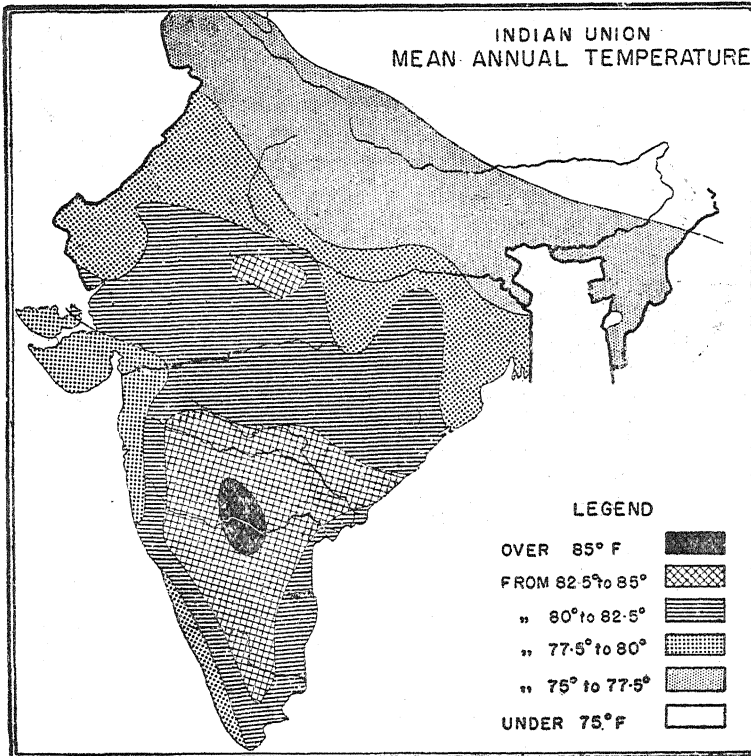 INDIAN UNION
MEAN ANNUAL TEMPERATURE
LEGEND
OVER 85° F
FROM 82·5° to 85°
„ 80° to 82·5°
„ 77·5° to 80°
„ 75° to 77·5°
UNDER 75° F